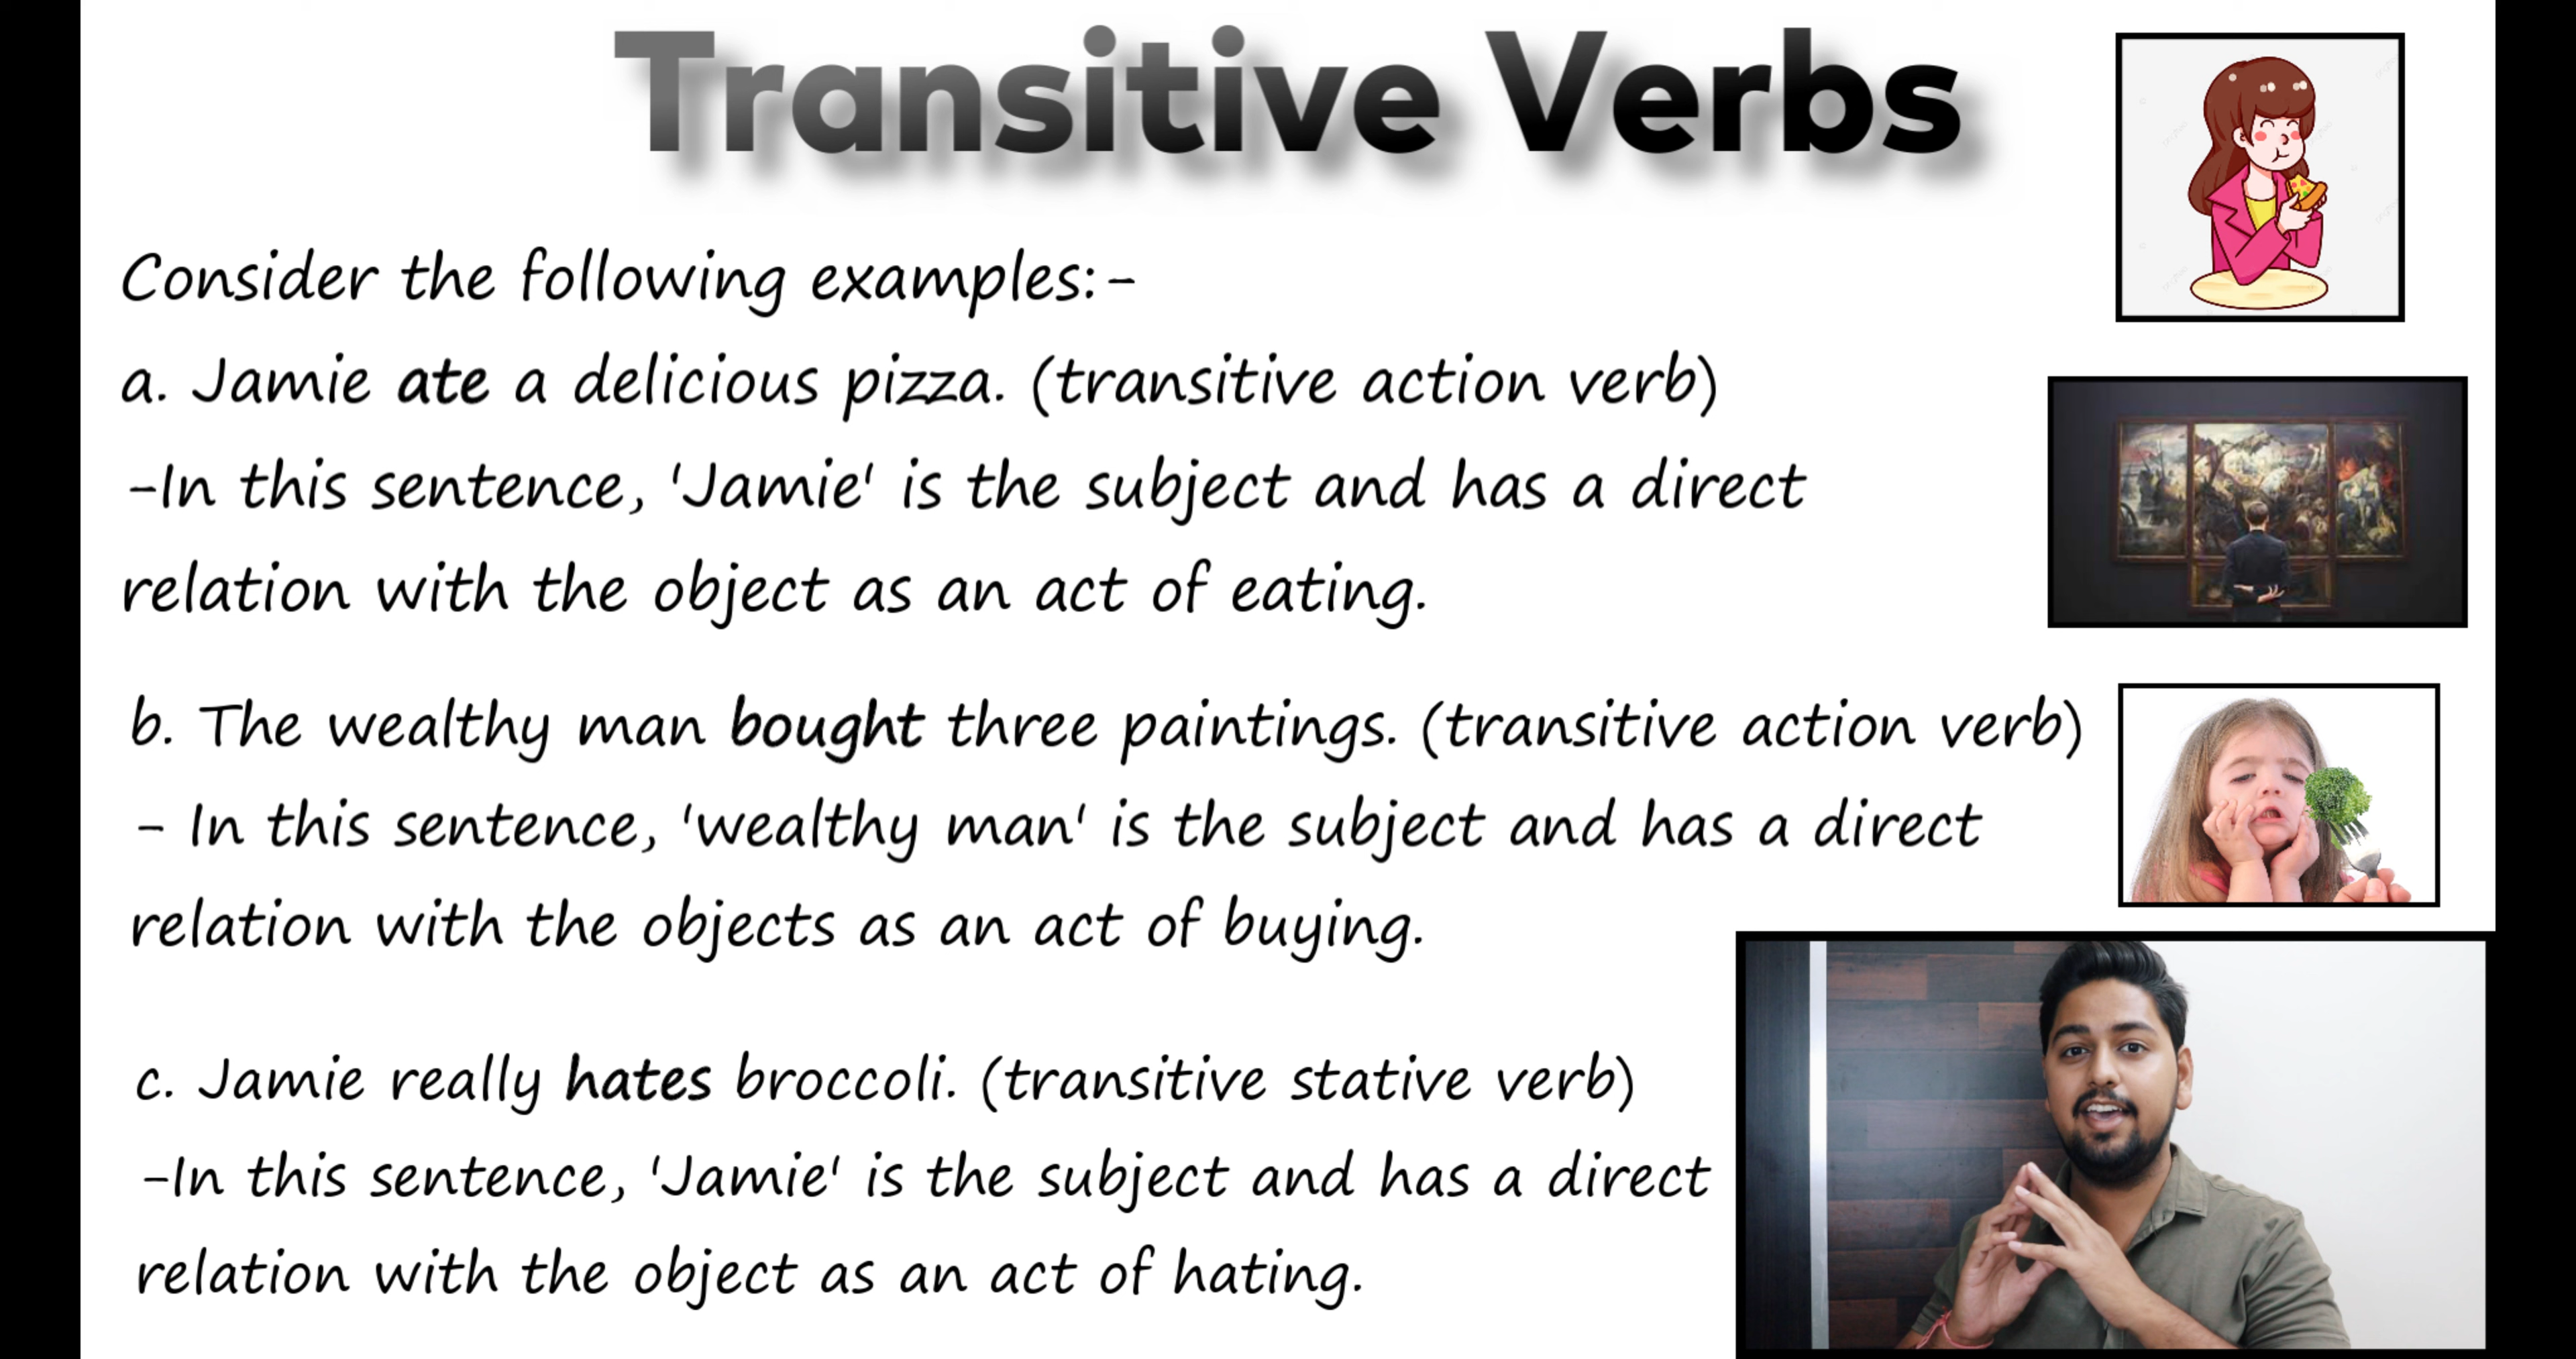 Transitive Verbs
Consider the following examples:-
a. Jamie ate a delicious pizza. (transitive action verb)
-In this sentence, 'Jamie' is the subject and has a direct
relation with the object as an act of eating.
b. The wealthy man bought three paintings. (transitive action verb)
- In this sentence, 'wealthy man' is the subject and has a direct
relation with the objects as an act of buying.
c. Jamie really hates broccoli. (transitive stative verb)
-In this sentence, 'Jamie' is the subject and has a direct
relation with the object as an act of hating.